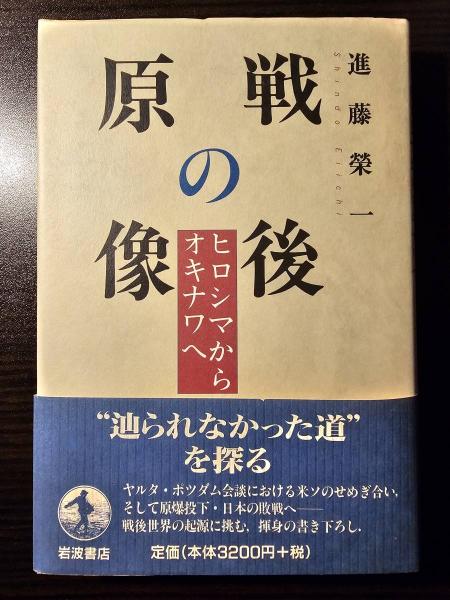 進藤榮一
Shindo Eiichi
戦後
の
原像
ヒロシマから
オキナワへ
“辿られなかった道”
を探る
ヤルタ・ポツダム会談における米ソのせめぎ合い,
そして原爆投下・日本の敗戦へ――
戦後世界の起源に挑む, 揮身の書き下ろし.
岩波書店
定価(本体3200円+税)